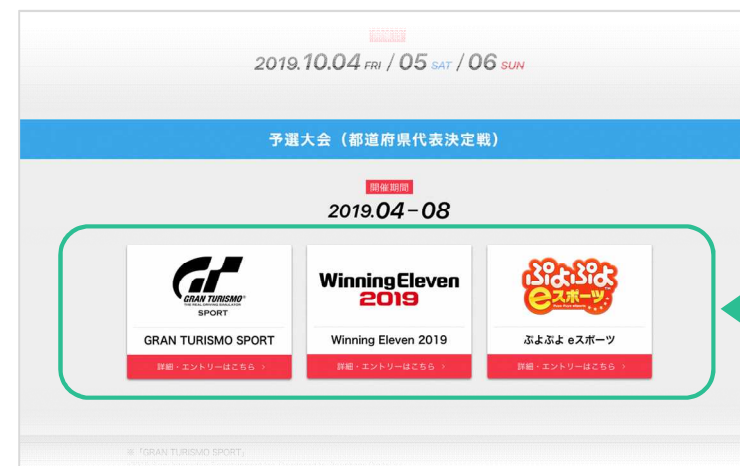 2019.10.04 FRI / 05 SAT / 06 SUN
予選大会（都道府県代表決定戦）
開催期間
2019.04-08
GRAN TURISMO
THE REAL DRIVING SIMULATOR
SPORT
WinningEleven
2019
ぷよぷよ
eスポーツ
GRAN TURISMO SPORT
Winning Eleven 2019
ぷよぷよ eスポーツ
詳細・エントリーはこちら >
詳細・エントリーはこちら >
詳細・エントリーはこちら >
※「GRAN TURISMO SPORT」